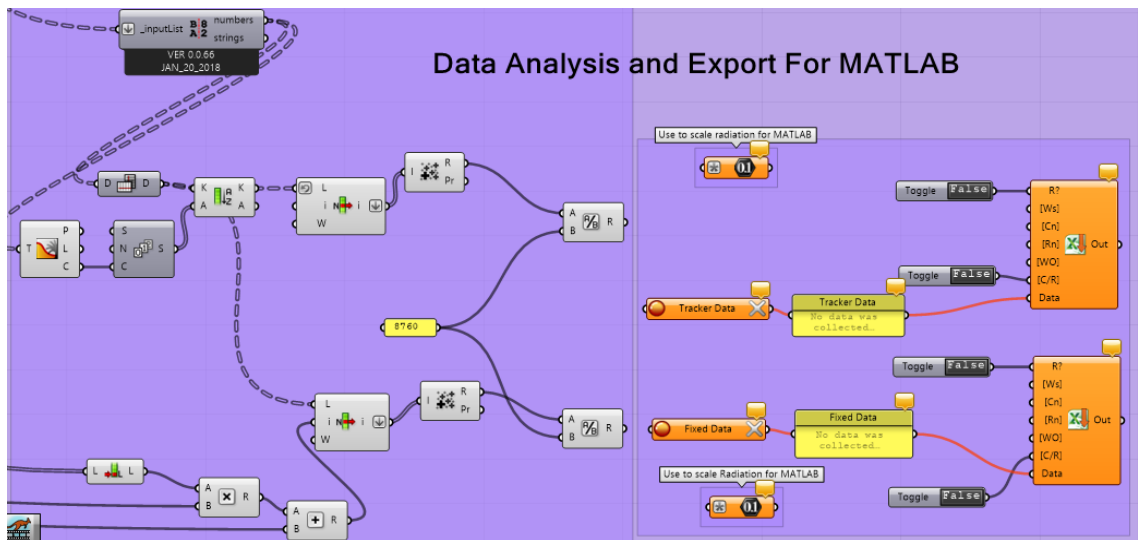 _inputList
numbers
strings
VER 0.0.66
JAN_20_2018
Data Analysis and Export For MATLAB
Use to scale radiation for MATLAB
0.1
D D
K K
A A
A
Z
L
i N i
W
I
R
Pr
A
B
A/B
R
T
P
L
C
S
N S
C
8760
Toggle False
R?
[Ws]
[Cn]
[Rn] Out
[WO]
[C/R]
Data
Toggle False
Tracker Data
Tracker Data
No data was
collected…
L
i N i
W
I
R
Pr
A
B
A/B
R
Toggle False
R?
[Ws]
[Cn]
[Rn] Out
[WO]
[C/R]
Data
Fixed Data
Fixed Data
No data was
collected…
Use to scale Radiation for MATLAB
0.1
Toggle False
L L
A
B
R
A
B
R